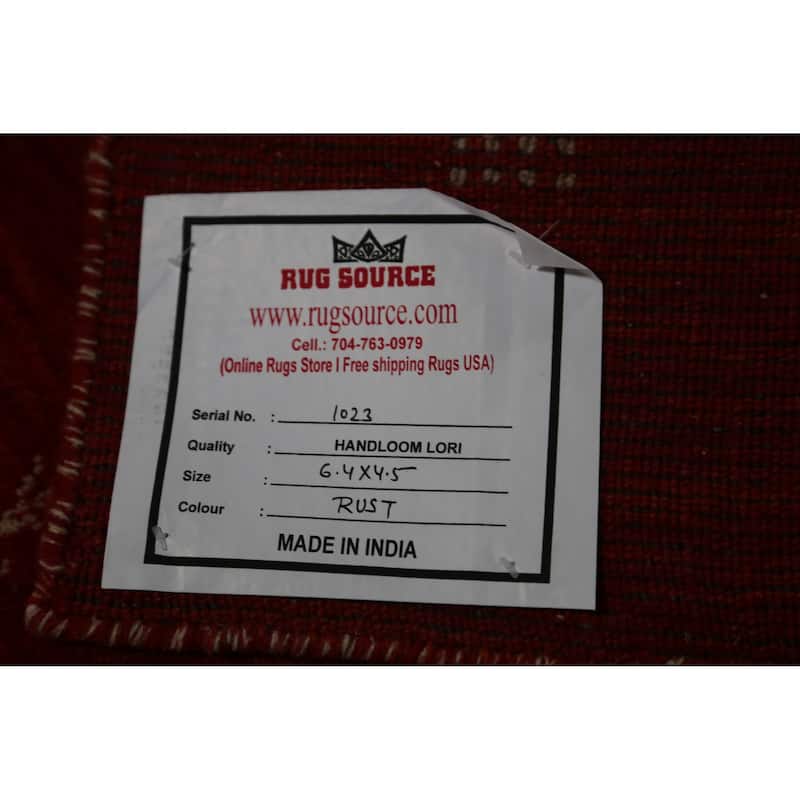 RUG SOURCE
www.rugsource.com
Cell.: 704-763-0979
(Online Rugs Store I Free shipping Rugs USA)
Serial No. : 1023
Quality : HANDLOOM LORI
Size : 6.4X4.5
Colour : RUST
MADE IN INDIA